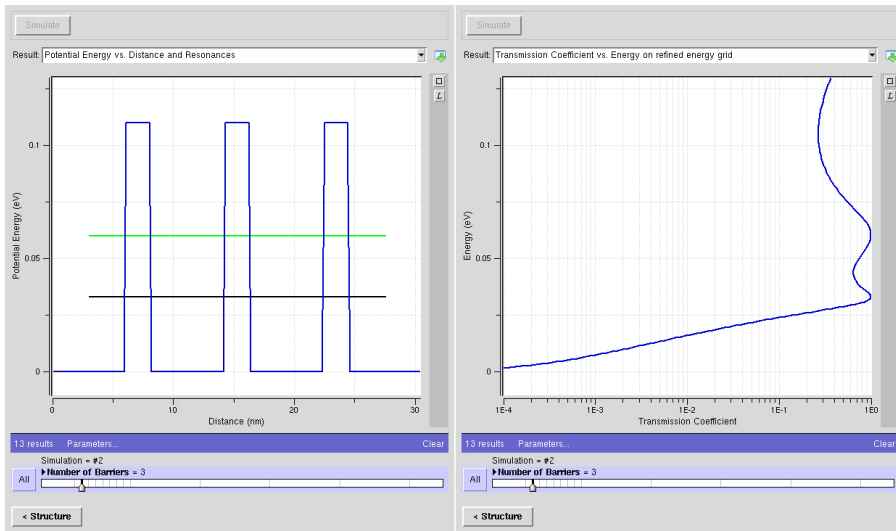 Simulate
Result: Potential Energy vs. Distance and Resonances
L
0.1
0.05
0
Potential Energy (eV)
0 10 20 30
Distance (nm)
13 results Parameters... Clear
Simulation = #2
All
Number of Barriers = 3
< Structure
Simulate
Result: Transmission Coefficient vs. Energy on refined energy grid
L
0.1
0.05
0
Energy (eV)
1E-4 1E-3 1E-2 1E-1 1E0
Transmission Coefficient
13 results Parameters... Clear
Simulation = #2
All
Number of Barriers = 3
< Structure